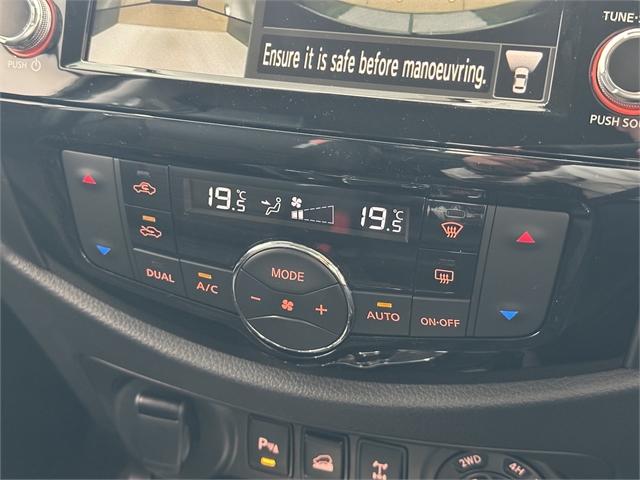 PUSH
Ensure it is safe before manoeuvring.
TUNE
PUSH SOU
19.5 °C
19.5 °C
MODE
DUAL
A/C
AUTO
ON·OFF
P
2WD
4H